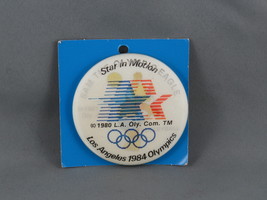 Star in Motion
© 1980 L.A. Oly. Com. TM
Los Angeles 1984 Olympics